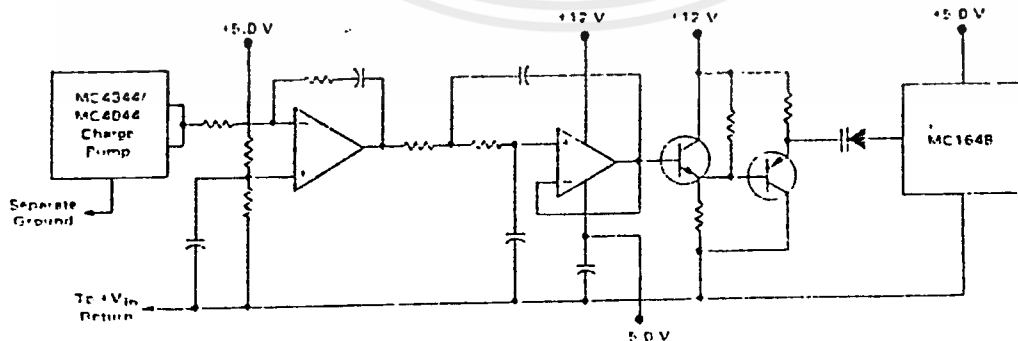 +5.0 V
+12 V
+12 V
+5.0 V
MC4344/
MC4044
Charge
Pump
MC1648
Separate
Ground
To +Vin
Return
5.0 V